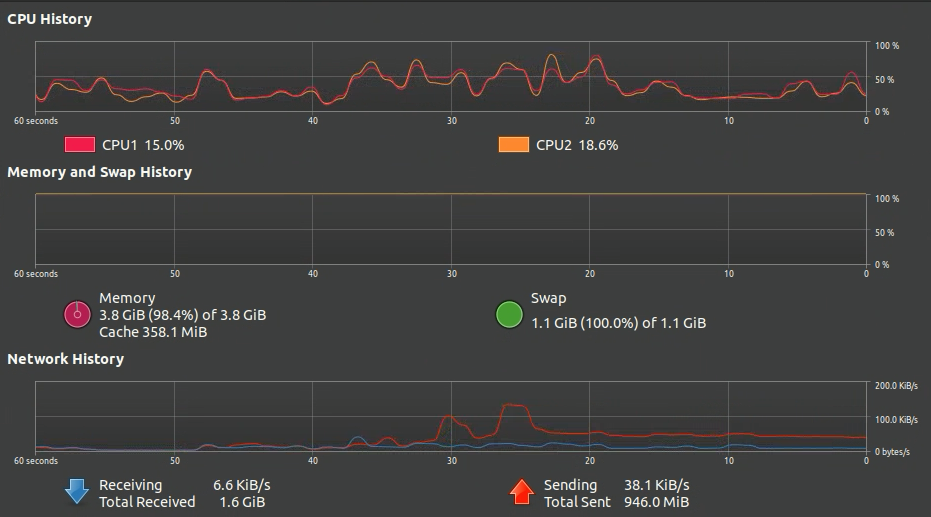 CPU History
100 %
50 %
0 %
60 seconds 50 40 30 20 10 0
CPU1 15.0% CPU2 18.6%
Memory and Swap History
100 %
50 %
0 %
60 seconds 50 40 30 20 10 0
Memory
3.8 GiB (98.4%) of 3.8 GiB
Cache 358.1 MiB
Swap
1.1 GiB (100.0%) of 1.1 GiB
Network History
200.0 KiB/s
100.0 KiB/s
0 bytes/s
60 seconds 50 40 30 20 10 0
Receiving 6.6 KiB/s
Total Received 1.6 GiB
Sending 38.1 KiB/s
Total Sent 946.0 MiB